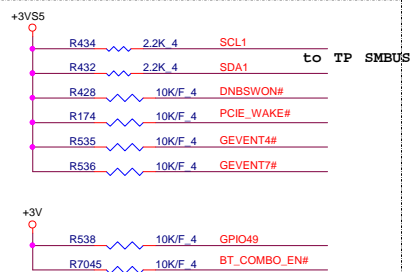 +3VS5
R434 2.2K_4 SCL1
to TP SMBUS
R432 2.2K_4 SDA1
R428 10K/F_4 DNBSWON#
R174 10K/F_4 PCIE_WAKE#
R535 10K/F_4 GEVENT4#
R536 10K/F_4 GEVENT7#
+3V
R538 10K/F_4 GPIO49
R7045 10K/F_4 BT_COMBO_EN#